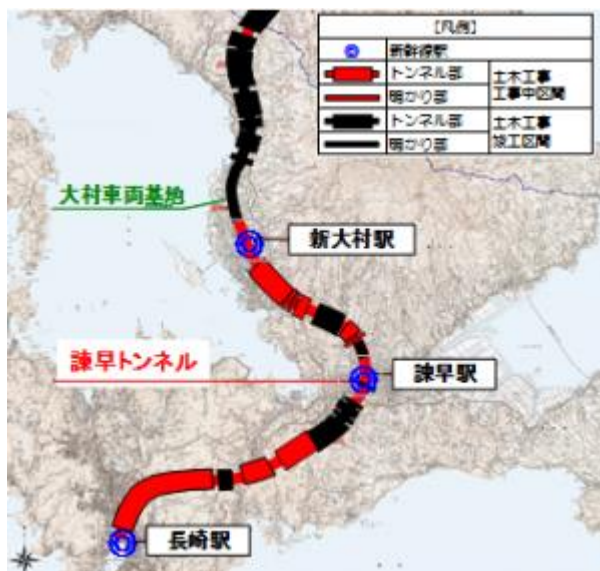 [凡例]
新幹線駅
トンネル部
明かり部
土木工事
工事中区間
トンネル部
明かり部
土木工事
竣工区間
大村車両基地
新大村駅
諫早トンネル
諫早駅
長崎駅